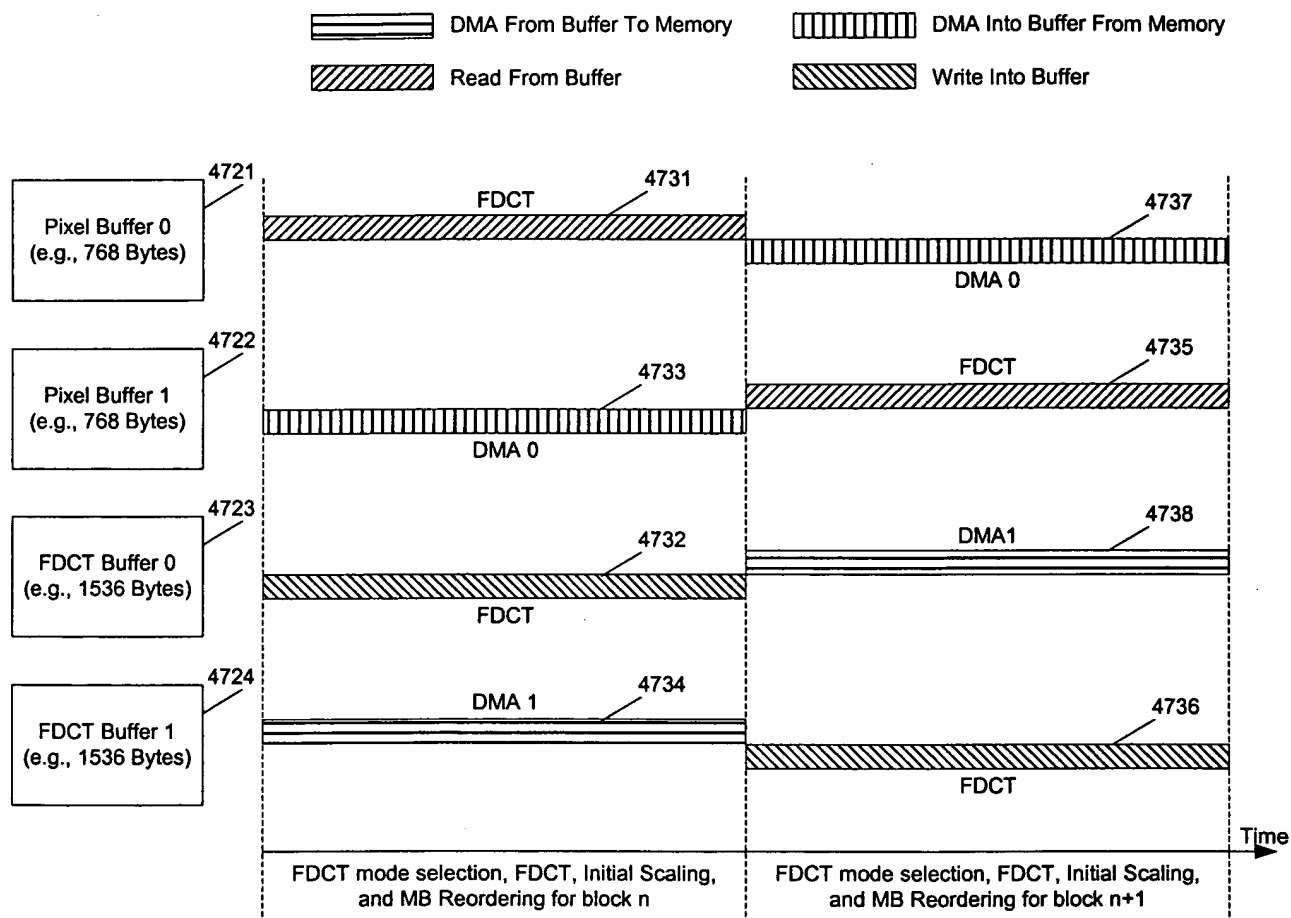 DMA From Buffer To Memory
DMA Into Buffer From Memory
Read From Buffer
Write Into Buffer
4721
Pixel Buffer 0
(e.g., 768 Bytes)
FDCT
4731
4737
DMA 0
4722
Pixel Buffer 1
(e.g., 768 Bytes)
4733
DMA 0
FDCT
4735
4723
FDCT Buffer 0
(e.g., 1536 Bytes)
4732
FDCT
DMA1
4738
4724
FDCT Buffer 1
(e.g., 1536 Bytes)
DMA 1
4734
4736
FDCT
Time
FDCT mode selection, FDCT, Initial Scaling,
and MB Reordering for block n
FDCT mode selection, FDCT, Initial Scaling,
and MB Reordering for block n+1